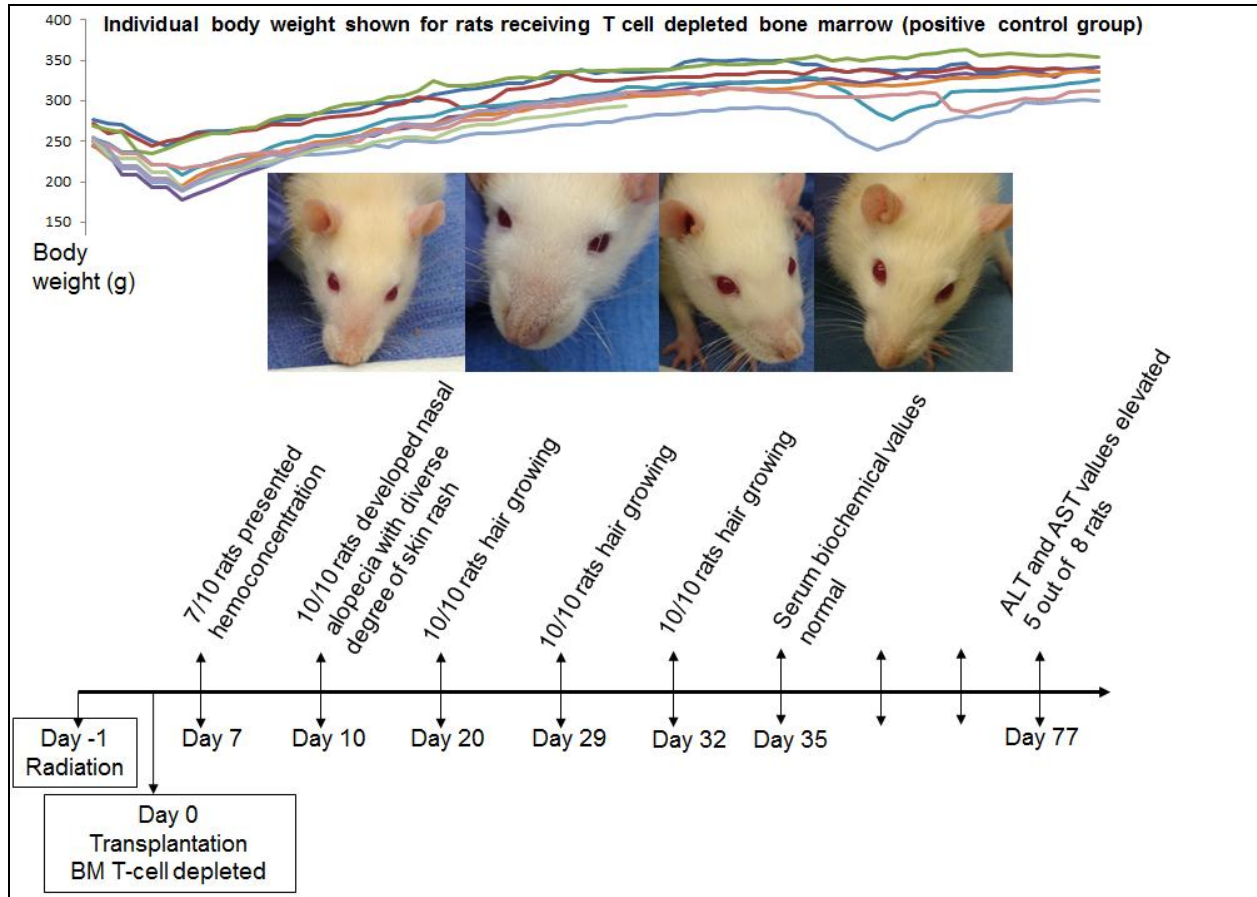 Individual body weight shown for rats receiving T cell depleted bone marrow (positive control group)
400
350
300
250
200
150
Body
weight (g)
7/10 rats presented
hemoconcentration
10/10 rats developed nasal
alopecia with diverse
degree of skin rash
10/10 rats hair growing
10/10 rats hair growing
10/10 rats hair growing
Serum biochemical values
normal
ALT and AST values elevated
5 out of 8 rats
Day -1
Radiation
Day 7
Day 10
Day 20
Day 29
Day 32
Day 35
Day 77
Day 0
Transplantation
BM T-cell depleted